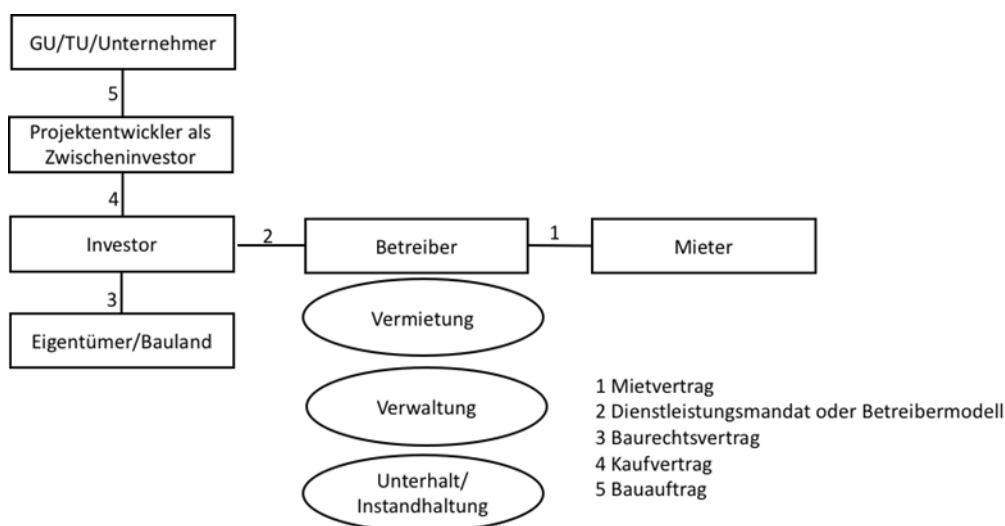 GU/TU/Unternehmer
5
Projektentwickler als
Zwischeninvestor
4
Investor
2
Betreiber
1
Mieter
3
Eigentümer/Bauland
Vermietung
Verwaltung
Unterhalt/
Instandhaltung
1 Mietvertrag
2 Dienstleistungsmandat oder Betreibermodell
3 Baurechtsvertrag
4 Kaufvertrag
5 Bauauftrag